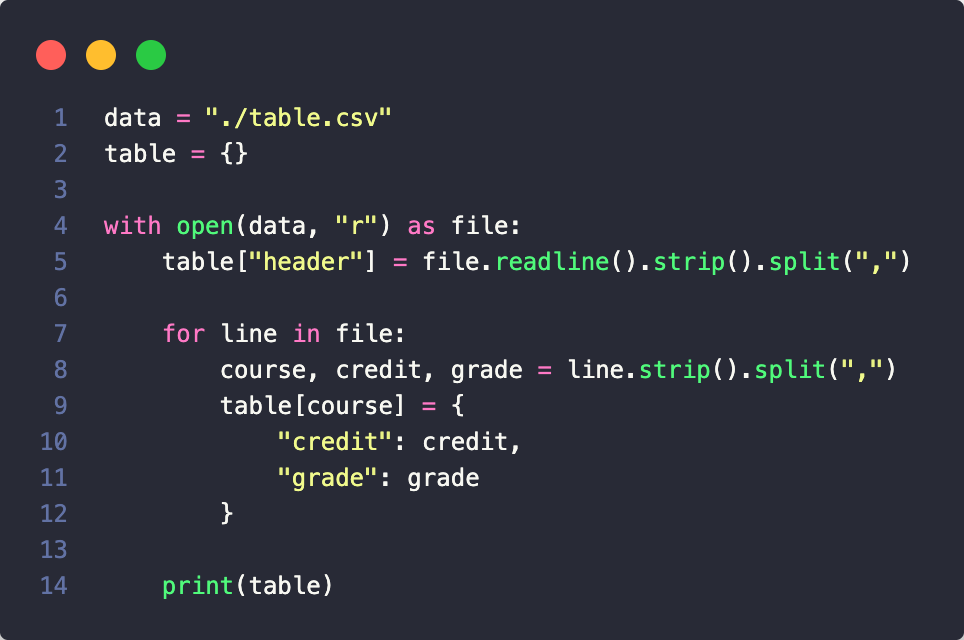 1 data = "./table.csv"
2 table = {}
3
4 with open(data, "r") as file:
5     table["header"] = file.readline().strip().split(",")
6
7     for line in file:
8         course, credit, grade = line.strip().split(",")
9         table[course] = {
10             "credit": credit,
11             "grade": grade
12         }
13
14     print(table)